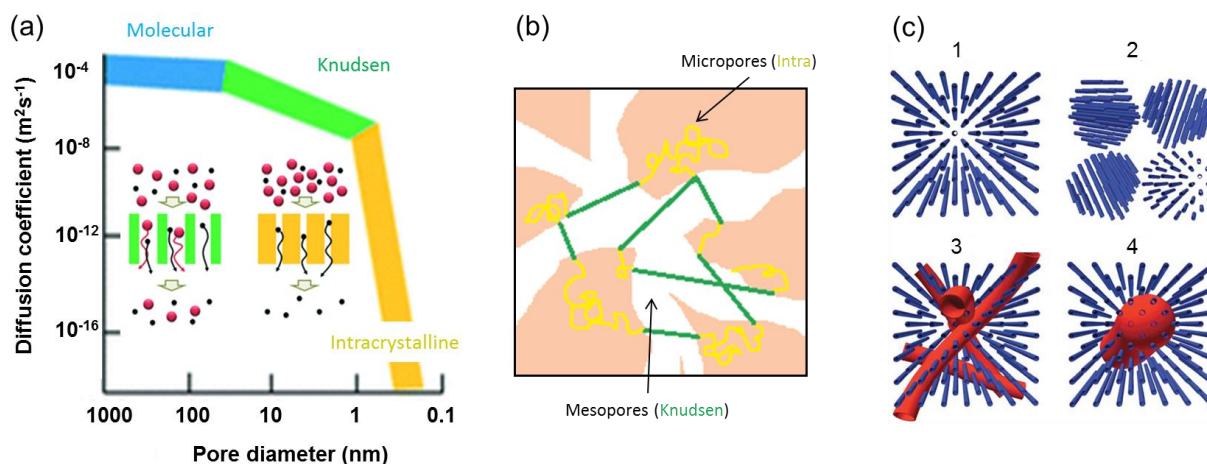 (a)
Molecular
Knudsen
Intracrystalline
Diffusion coefficient (m²s⁻¹)
10⁻⁴
10⁻⁸
10⁻¹²
10⁻¹⁶
1000 100 10 1 0.1
Pore diameter (nm)
(b)
Micropores (Intra)
Mesopores (Knudsen)
(c)
1 2
3 4